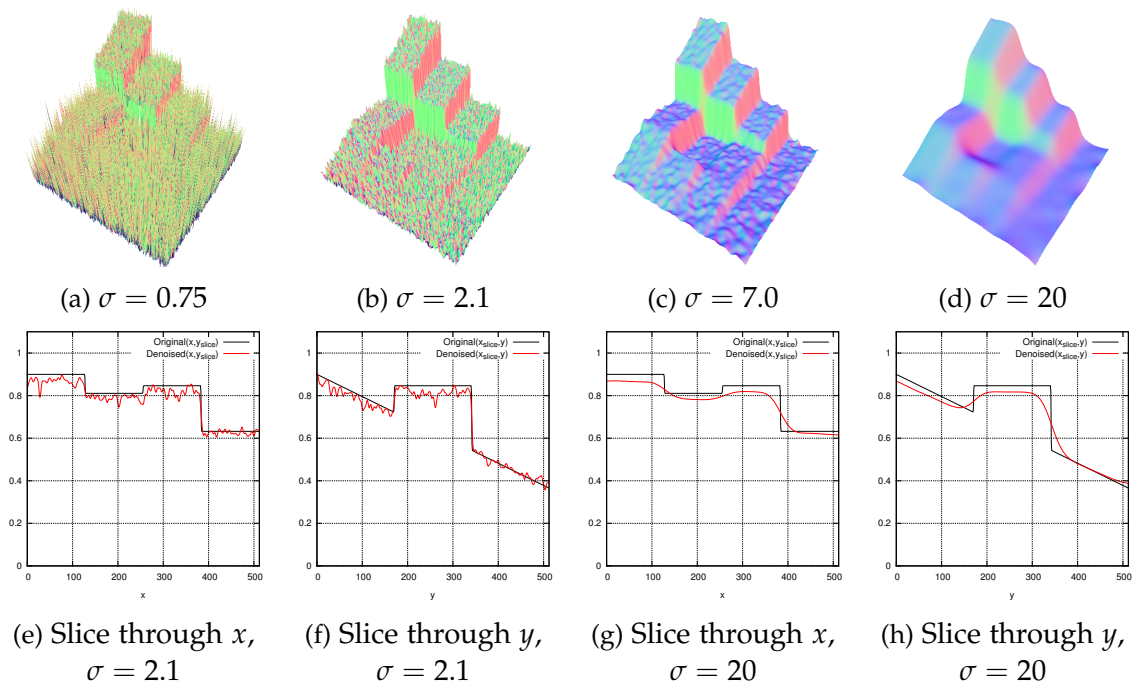 (a) σ = 0.75
(b) σ = 2.1
(c) σ = 7.0
(d) σ = 20
Original(x,y_slice)
Denoised(x,y_slice)
1
0.8
0.6
0.4
0.2
0
0 100 200 300 400 500
x
Original(x_slice,y)
Denoised(x_slice,y)
1
0.8
0.6
0.4
0.2
0
0 100 200 300 400 500
y
Original(x,y_slice)
Denoised(x,y_slice)
1
0.8
0.6
0.4
0.2
0
0 100 200 300 400 500
x
Original(x_slice,y)
Denoised(x_slice,y)
1
0.8
0.6
0.4
0.2
0
0 100 200 300 400 500
y
(e) Slice through x,
σ = 2.1
(f) Slice through y,
σ = 2.1
(g) Slice through x,
σ = 20
(h) Slice through y,
σ = 20